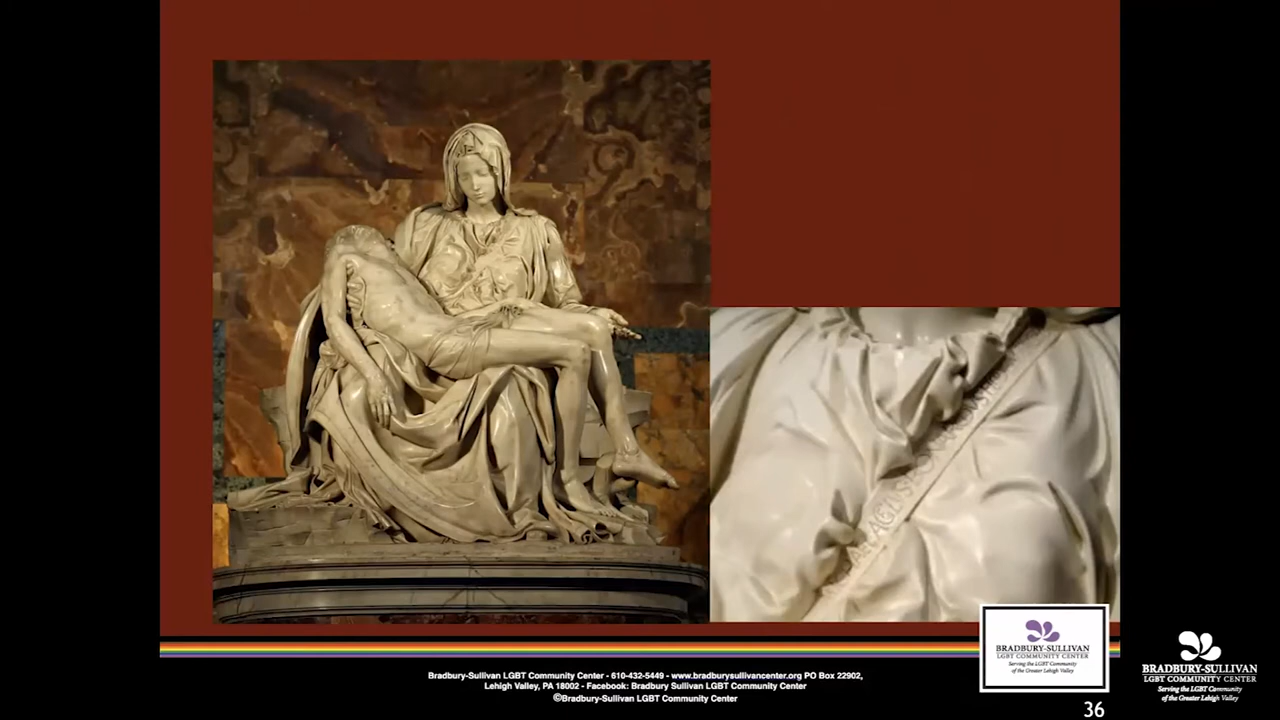 BRADBURY-SULLIVAN
LGBT COMMUNITY CENTER
Serving the LGBT Community
of the Greater Lehigh Valley
Bradbury-Sullivan LGBT Community Center - 610-432-5449 - www.bradburysullivancenter.org PO Box 22902,
Lehigh Valley, PA 18002 - Facebook: Bradbury Sullivan LGBT Community Center
©Bradbury-Sullivan LGBT Community Center
36
BRADBURY-SULLIVAN
LGBT COMMUNITY CENTER
Serving the LGBT Community
of the Greater Lehigh Valley